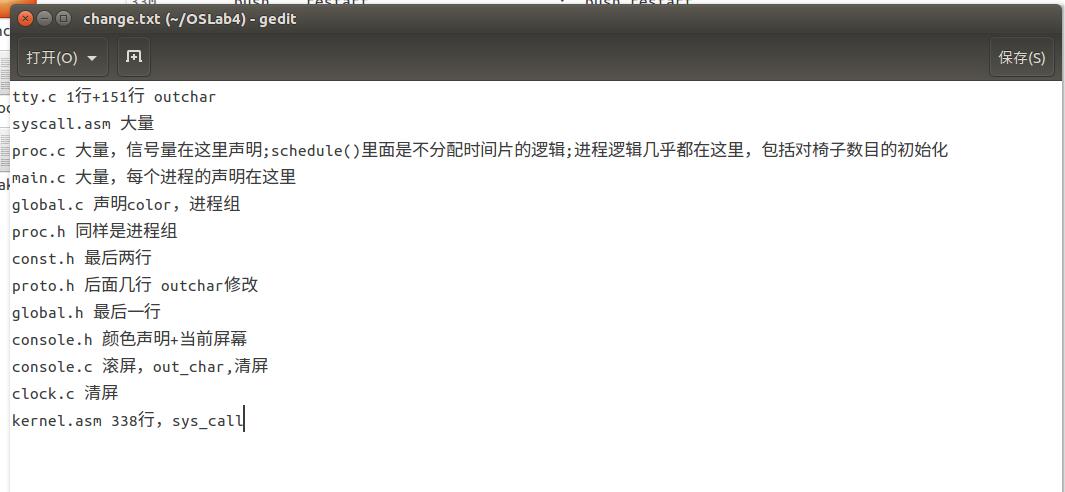 change.txt (~/OSLab4) - gedit
打开(O)
保存(S)
tty.c 1行+151行 outchar
syscall.asm 大量
proc.c 大量，信号量在这里声明;schedule()里面是不分配时间片的逻辑;进程逻辑几乎都在这里，包括对椅子数目的初始化
main.c 大量，每个进程的声明在这里
global.c 声明color，进程组
proc.h 同样是进程组
const.h 最后两行
proto.h 后面几行 outchar修改
global.h 最后一行
console.h 颜色声明+当前屏幕
console.c 滚屏，out_char,清屏
clock.c 清屏
kernel.asm 338行，sys_call